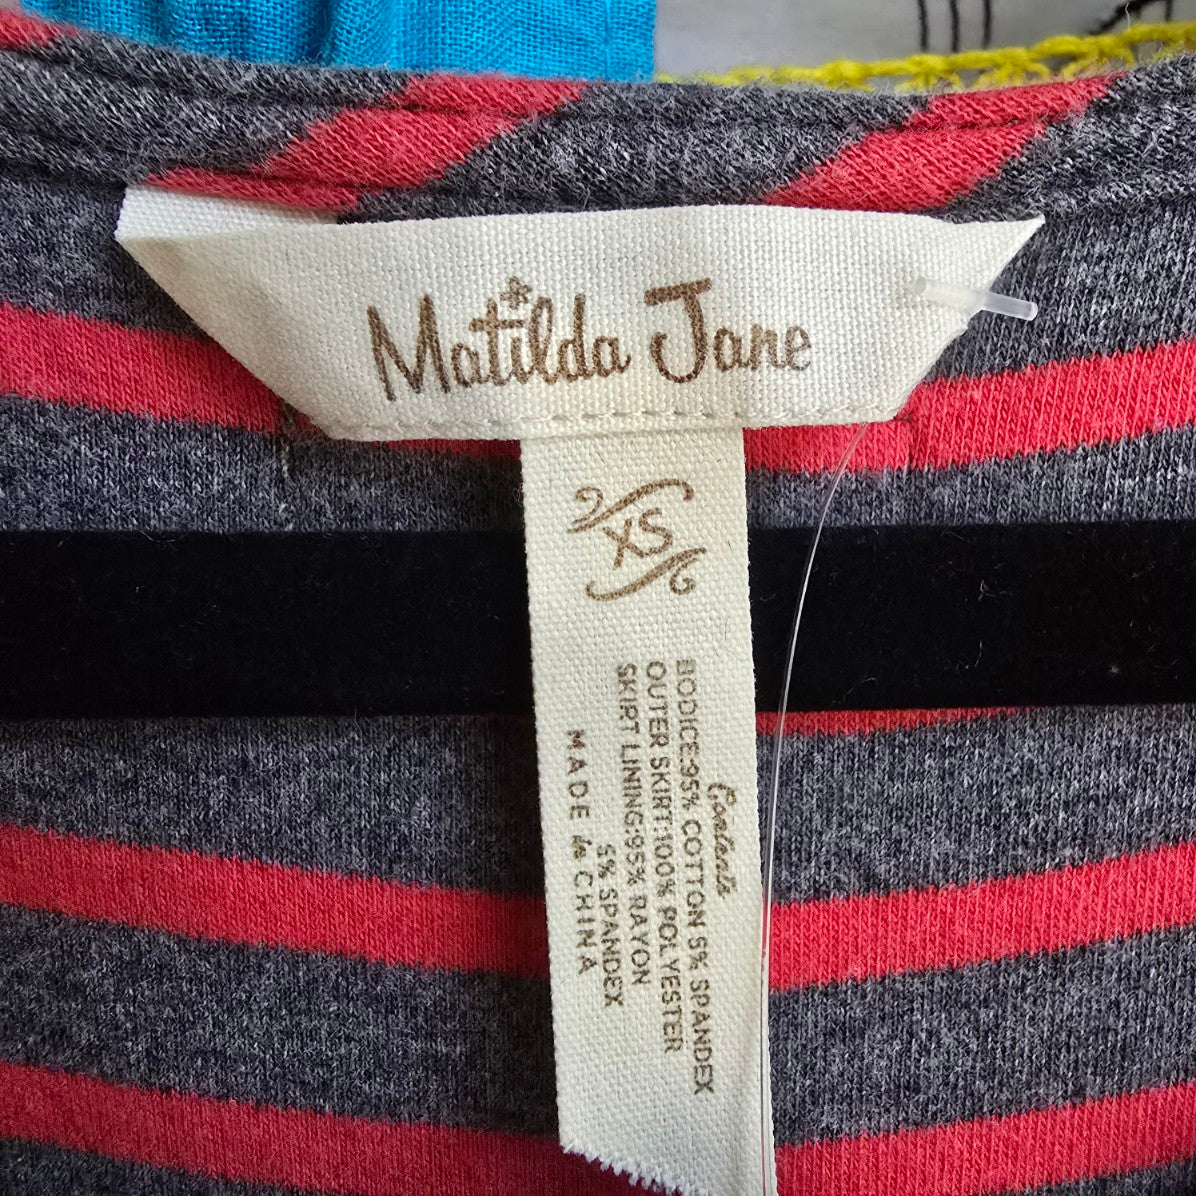 Matilda Jane
XS
Contents
BODICE:95% COTTON 5% SPANDEX
OUTER SKIRT:100% POLYESTER
SKIRT LINING:95% RAYON
5% SPANDEX
MADE in CHINA